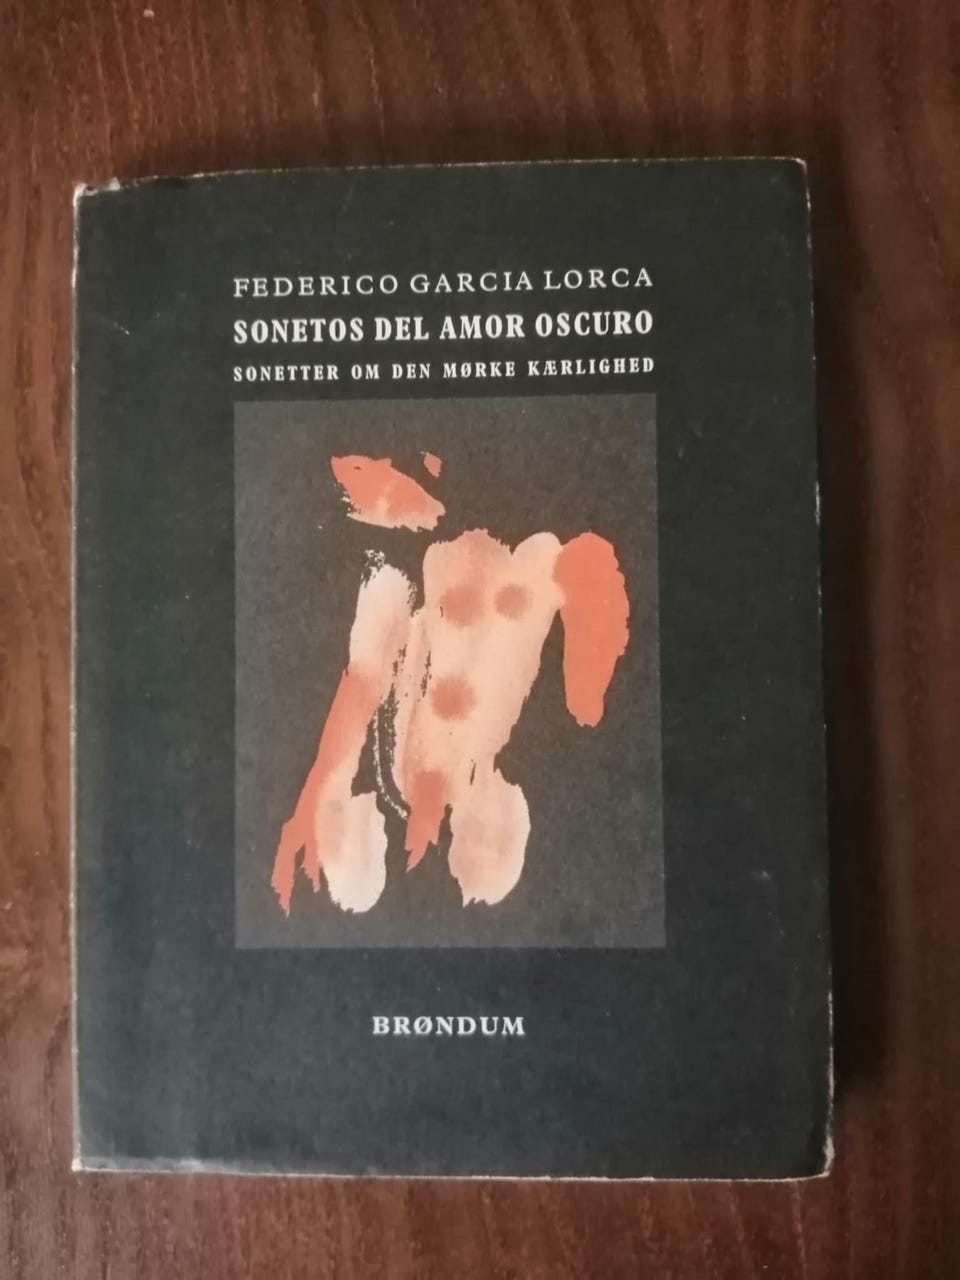 FEDERICO GARCIA LORCA
SONETOS DEL AMOR OSCURO
SONETTER OM DEN MØRKE KÆRLIGHED
BRØNDUM